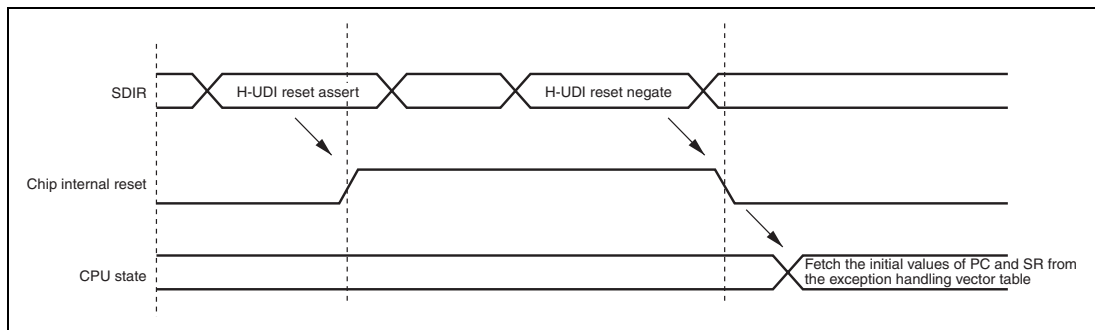 SDIR
H-UDI reset assert
H-UDI reset negate
Chip internal reset
CPU state
Fetch the initial values of PC and SR from
the exception handling vector table